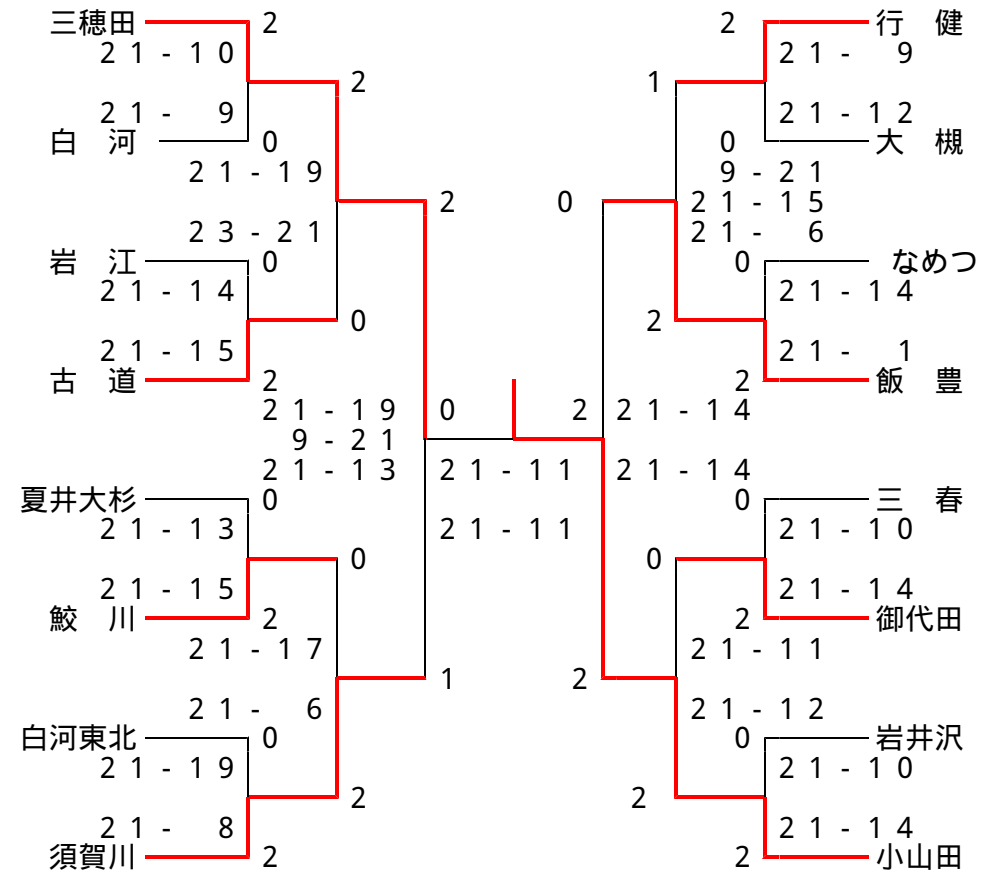 三穂田 2 2 行 健
21-10 21- 9
2 1
21- 9 21-12
白 河 0 0 大 槻
21-19 9-21
2 0 21-15
23-21 21- 6
岩 江 0 0 なめつ
21-14 21-14
0 2
21-15 21- 1
古 道 2 2 飯 豊
21-19 0 2 21-14
9-21
21-13 21-11 21-14
夏井大杉 0 0 三 春
21-13 21-11 21-10
0 0
21-15 21-14
鮫 川 2 2 御代田
21-17 21-11
1 2
21- 6 21-12
白河東北 0 0 岩井沢
21-19 21-10
2 2
21- 8 21-14
須賀川 2 2 小山田